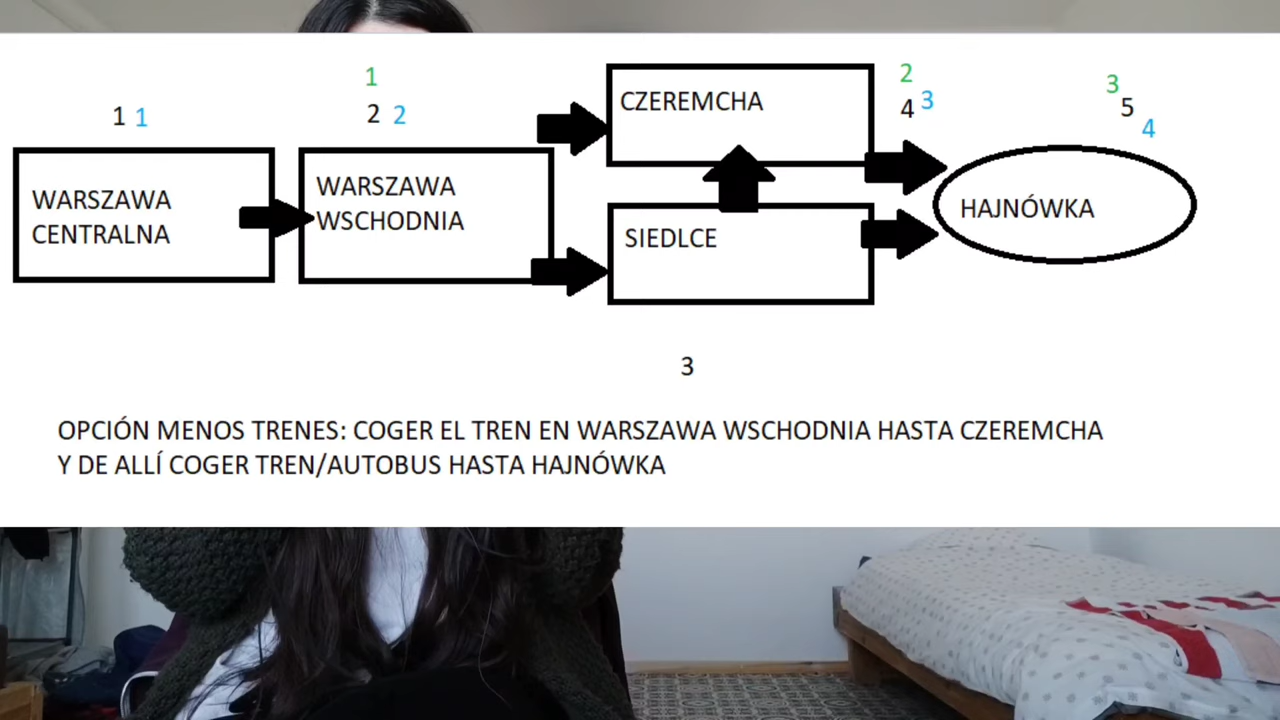 1 1
1
2 2
2
4 3
3
5
4
WARSZAWA
CENTRALNA
WARSZAWA
WSCHODNIA
CZEREMCHA
SIEDLCE
HAJNÓWKA
3
OPCIÓN MENOS TRENES: COGER EL TREN EN WARSZAWA WSCHODNIA HASTA CZEREMCHA
Y DE ALLÍ COGER TREN/AUTOBUS HASTA HAJNÓWKA